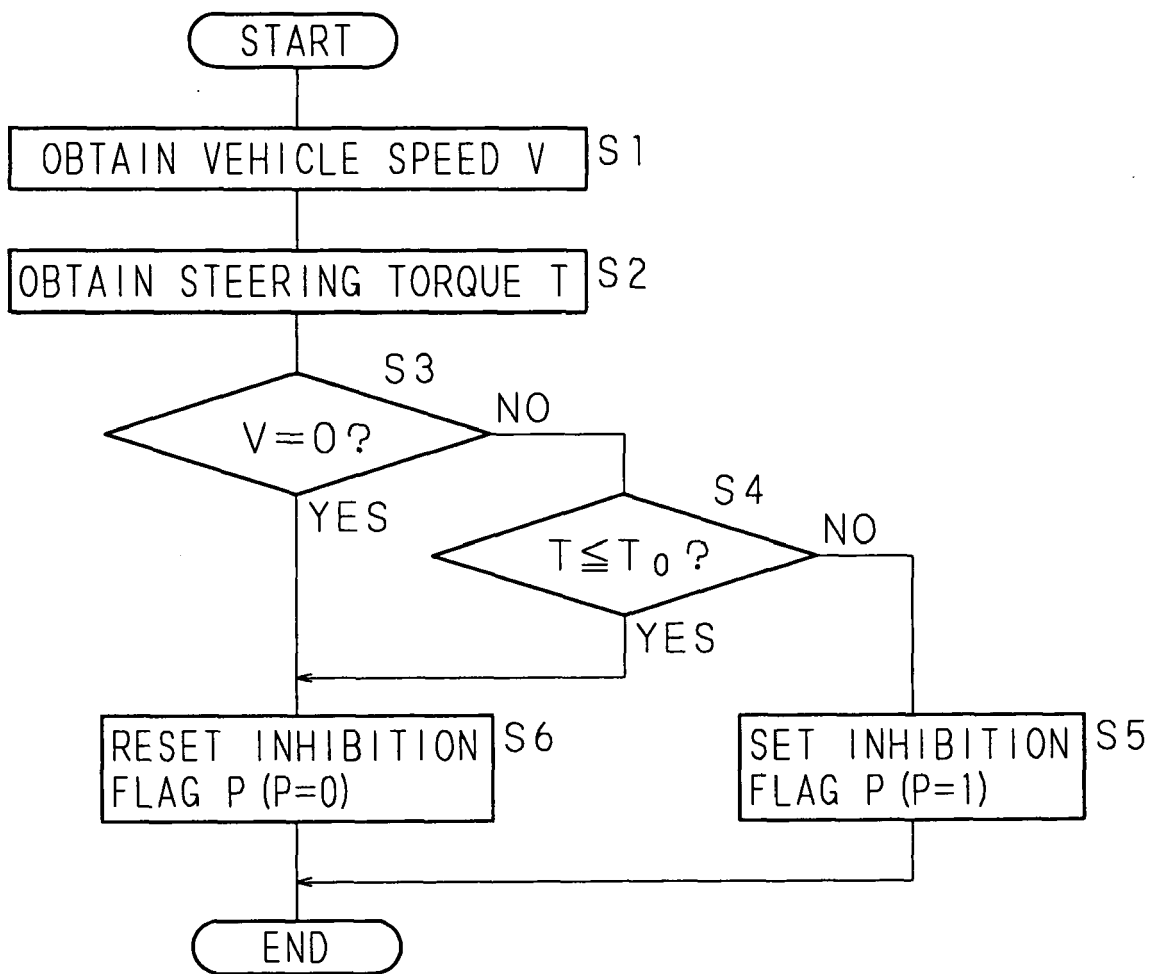 START
OBTAIN VEHICLE SPEED V
S1
OBTAIN STEERING TORQUE T
S2
S3
V=0?
NO
YES
S4
T≦T0?
NO
YES
RESET INHIBITION
FLAG P (P=0)
S6
SET INHIBITION
FLAG P (P=1)
S5
END